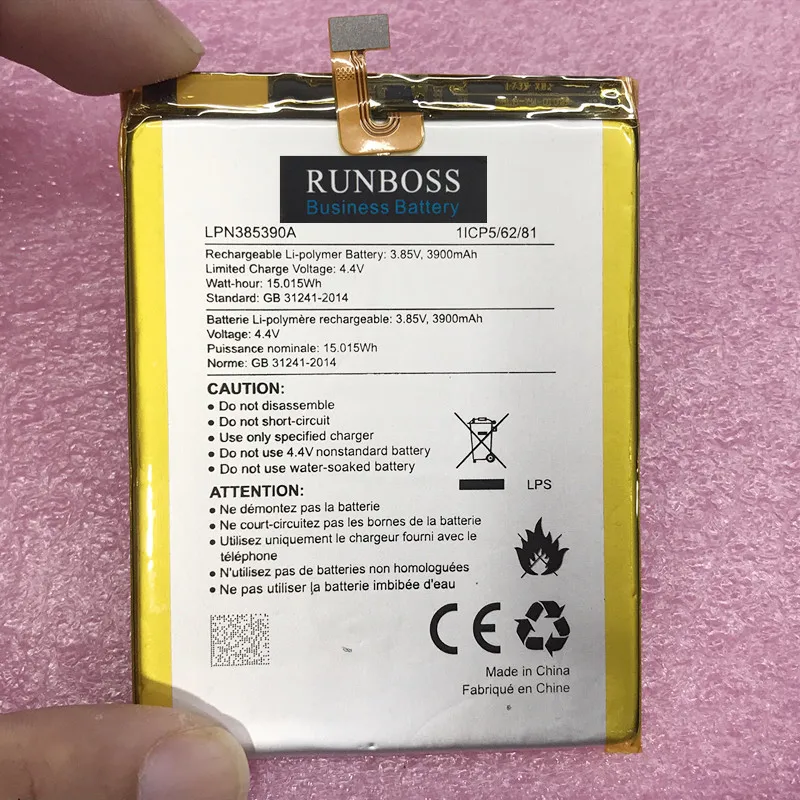 RUNBOSS
Business Battery
LPN385390A 1ICP5/62/81
Rechargeable Li-polymer Battery: 3.85V, 3900mAh
Limited Charge Voltage: 4.4V
Watt-hour: 15.015Wh
Standard: GB 31241-2014
Batterie Li-polymère rechargeable: 3.85V, 3900mAh
Voltage: 4.4V
Puissance nominale: 15.015Wh
Norme: GB 31241-2014
CAUTION:
• Do not disassemble
• Do not short-circuit
• Use only specified charger
• Do not use 4.4V nonstandard battery
• Do not use water-soaked battery
LPS
ATTENTION:
• Ne démontez pas la batterie
• Ne court-circuitez pas les bornes de la batterie
• Utilisez uniquement le chargeur fourni avec le
téléphone
• N'utilisez pas de batteries non homologuées
• Ne pas utiliser la batterie imbibée d'eau
CE
Made in China
Fabriqué en Chine